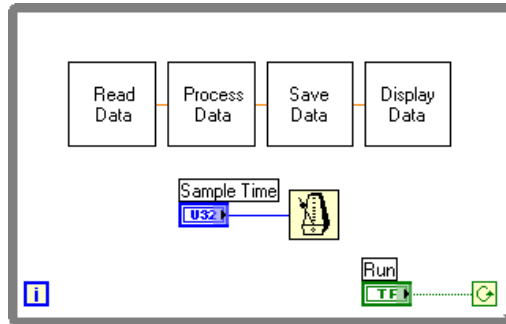 Read Data
Process Data
Save Data
Display Data
Sample Time
U32
Run
TF
i